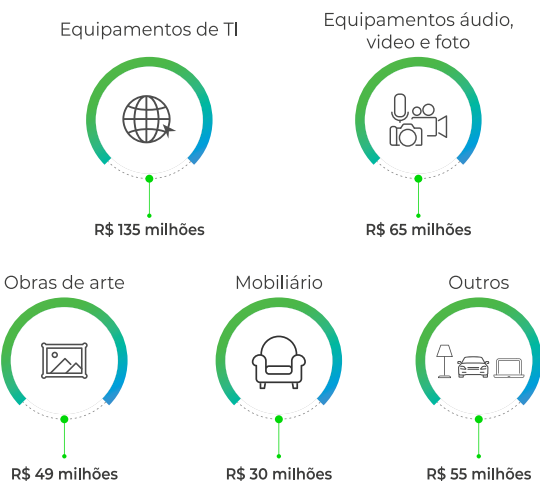 Equipamentos de TI
Equipamentos áudio,
video e foto
R$ 135 milhões
R$ 65 milhões
Obras de arte
Mobiliário
Outros
R$ 49 milhões
R$ 30 milhões
R$ 55 milhões